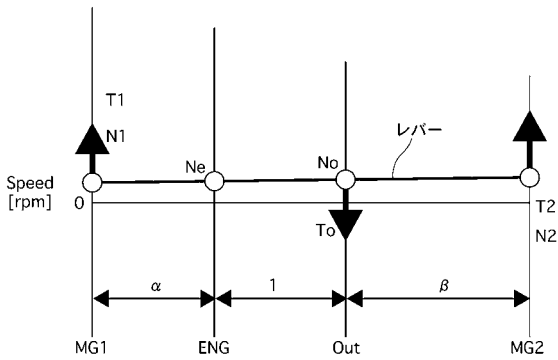 T1
N1
Ne
No
レバー
Speed
[rpm]
0
To
T2
N2
α
1
β
MG1
ENG
Out
MG2